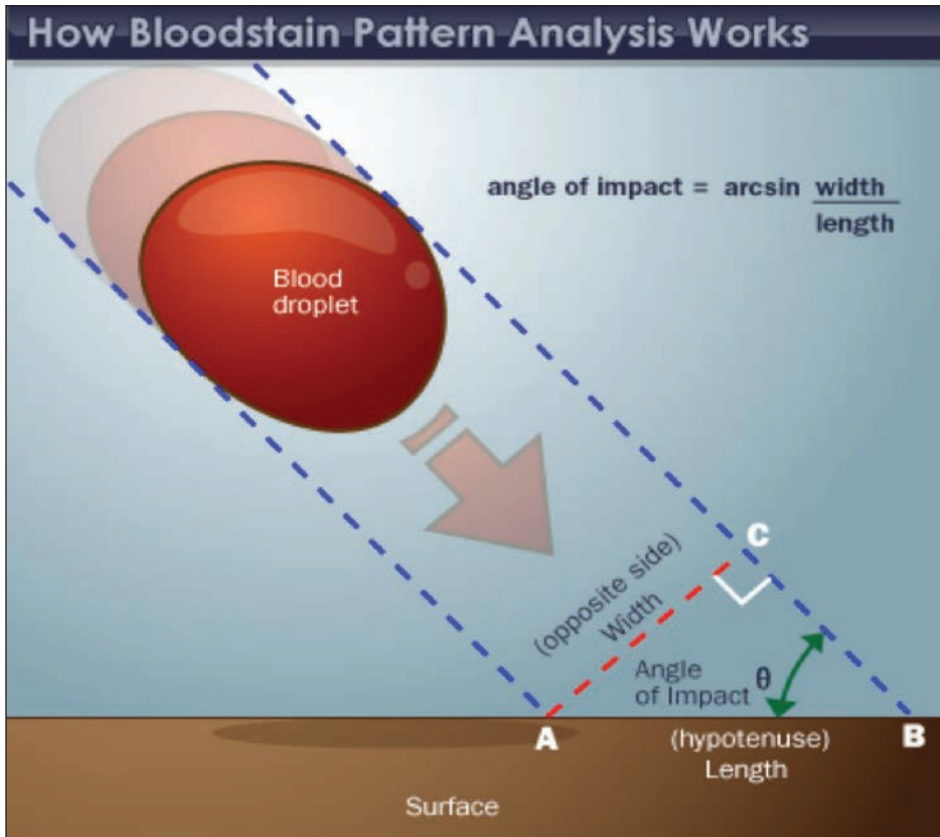 How Bloodstain Pattern Analysis Works
angle of impact = arcsin width
length
Blood
droplet
C
(opposite side)
Width
Angle
of Impact θ
A
(hypotenuse)
Length
B
Surface